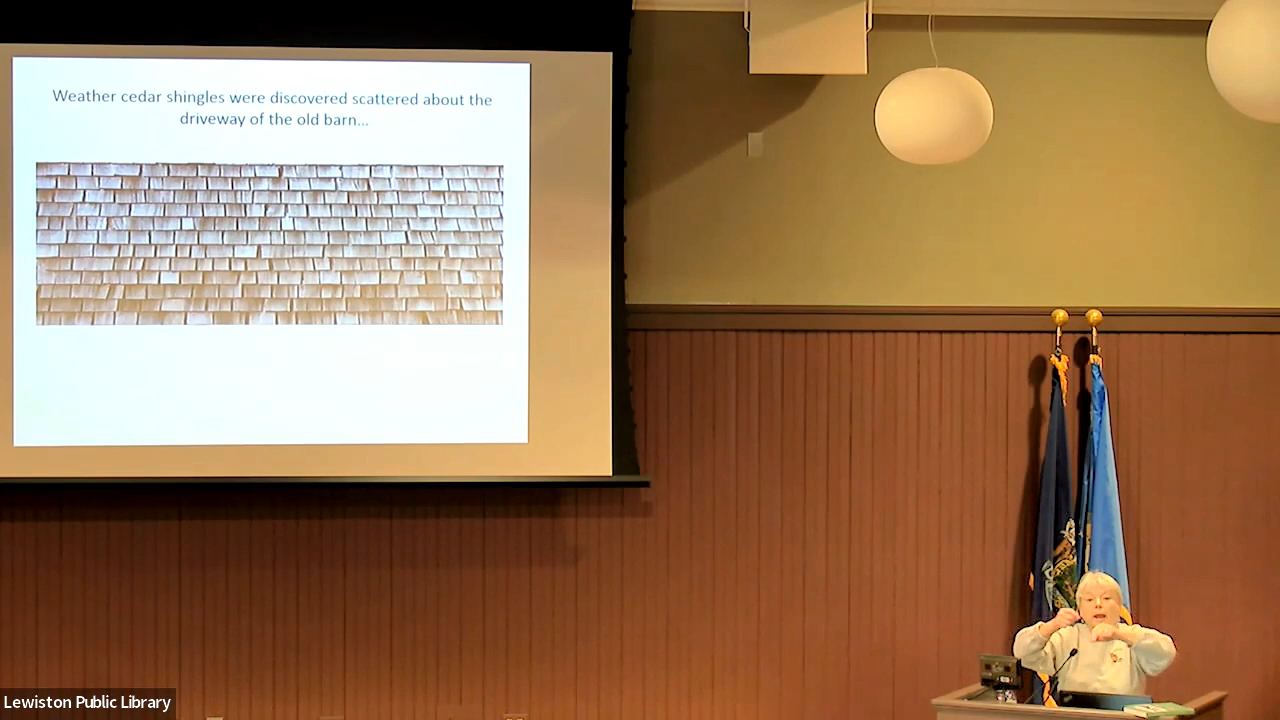 Weather cedar shingles were discovered scattered about the
driveway of the old barn...
Lewiston Public Library